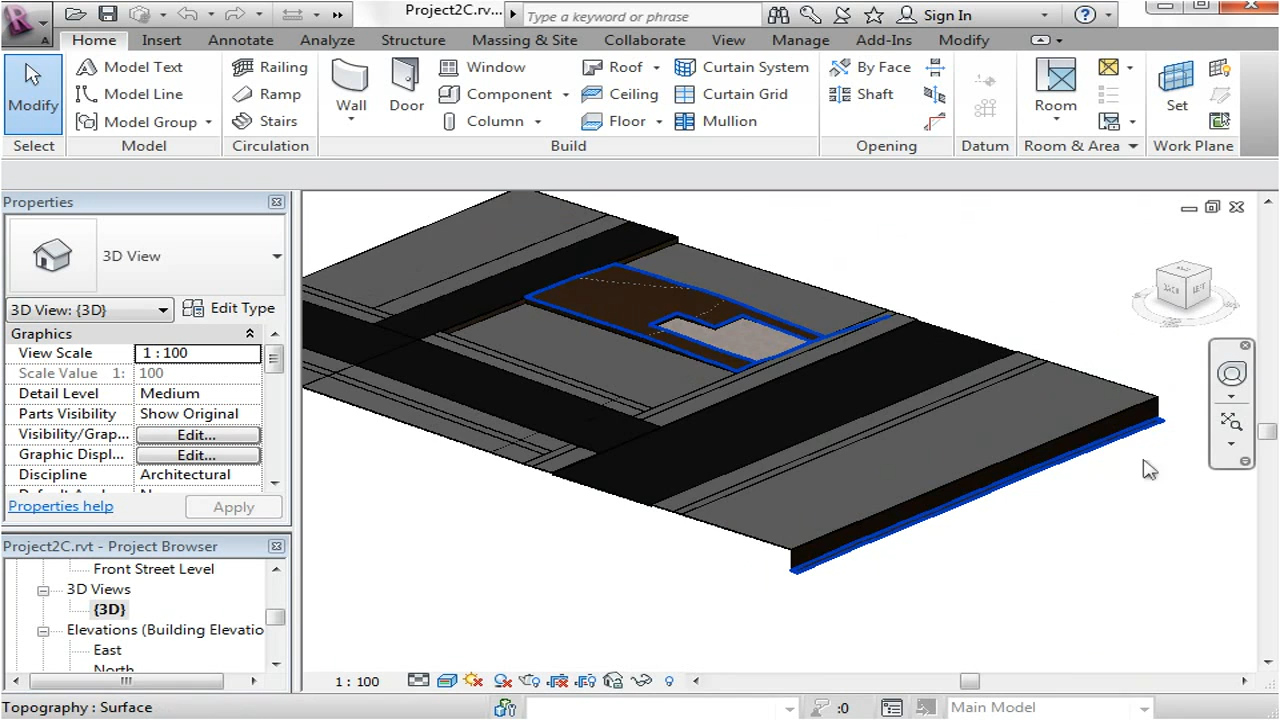 Project2C.rv... Type a keyword or phrase Sign In
Home Insert Annotate Analyze Structure Massing & Site Collaborate View Manage Add-Ins Modify
Modify Model Text Railing Wall Door Window Roof Curtain System By Face Room Set
Model Line Ramp Component Ceiling Curtain Grid Shaft
Model Group Stairs Column Floor Mullion
Select Model Circulation Build Opening Datum Room & Area Work Plane
Properties
3D View
3D View: {3D} Edit Type
Graphics
View Scale 1 : 100
Scale Value 1: 100
Detail Level Medium
Parts Visibility Show Original
Visibility/Grap... Edit...
Graphic Displ... Edit...
Discipline Architectural
Properties help Apply
Project2C.rvt - Project Browser
Front Street Level
3D Views
{3D}
Elevations (Building Elevatio
East
North
1 : 100
Topography : Surface :0 Main Model